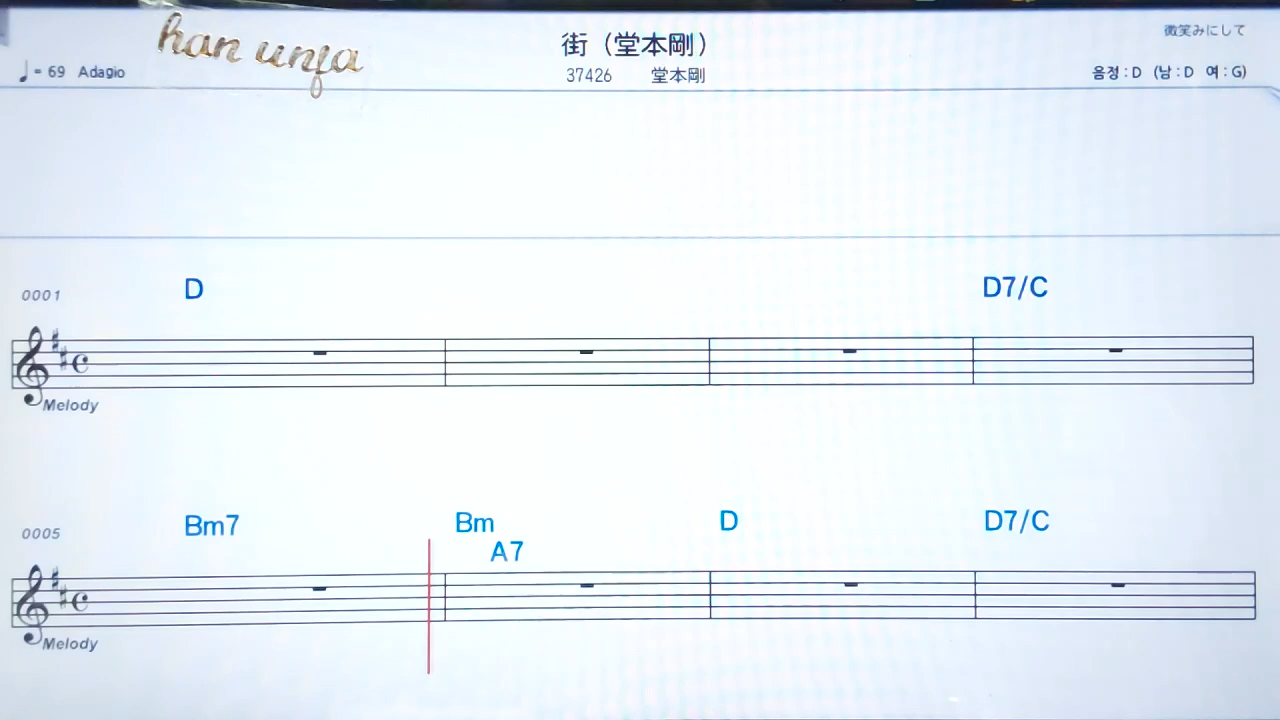 han unja
街（堂本剛）
微笑みにして
♩= 69 Adagio
37426 堂本剛
음정 : D (남 : D 여 : G)
0001 D D7/C
Melody
0005 Bm7 Bm D D7/C
A7
Melody